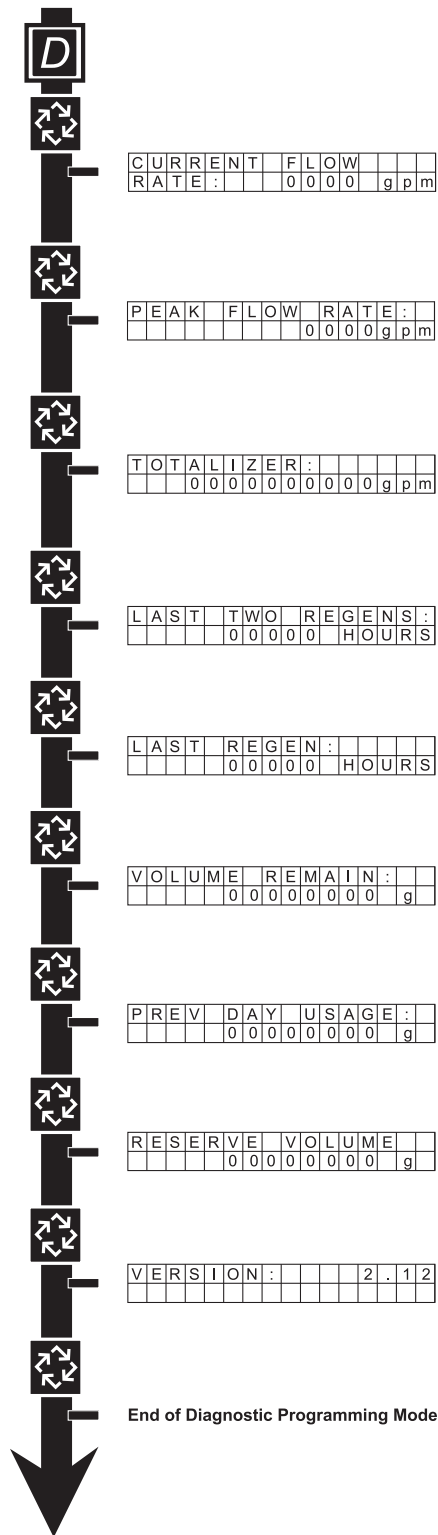 D
CURRENT FLOW
RATE: 0000 gpm
PEAK FLOW RATE:
0000gpm
TOTALIZER:
0000000000gpm
LAST TWO REGENS:
00000 HOURS
LAST REGEN:
00000 HOURS
VOLUME REMAIN:
00000000 g
PREV DAY USAGE:
00000000 g
RESERVE VOLUME
00000000 g
VERSION: 2.12
End of Diagnostic Programming Mode